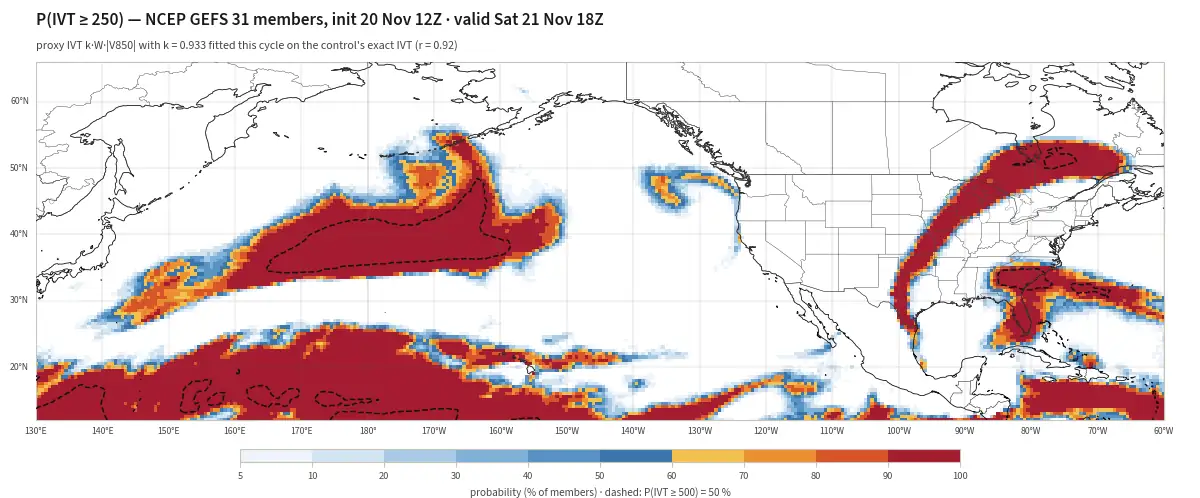 P(IVT ≥ 250) — NCEP GEFS 31 members, init 20 Nov 12Z · valid Sat 21 Nov 18Z
proxy IVT k·W·|V850| with k = 0.933 fitted this cycle on the control's exact IVT (r = 0.92)
60°N
50°N
40°N
30°N
20°N
130°E 140°E 150°E 160°E 170°E 180° 170°W 160°W 150°W 140°W 130°W 120°W 110°W 100°W 90°W 80°W 70°W 60°W
5 10 20 30 40 50 60 70 80 90 100
probability (% of members) · dashed: P(IVT ≥ 500) = 50 %